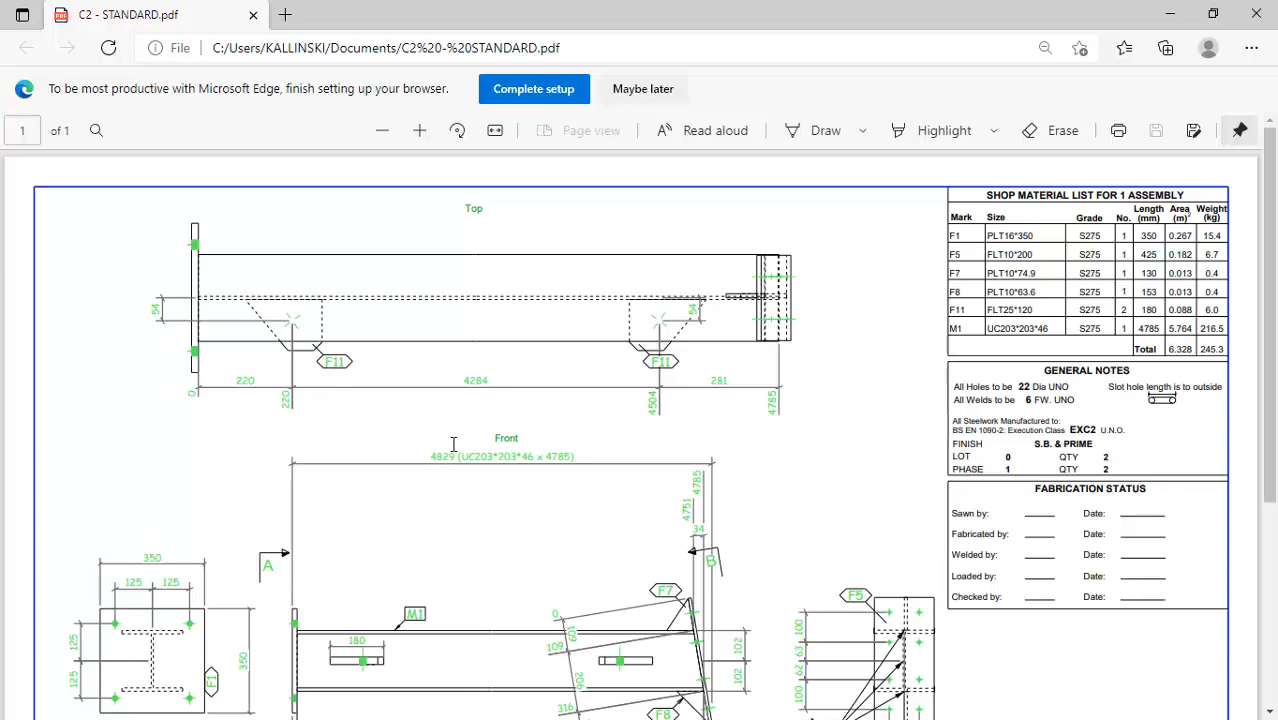 C2 - STANDARD.pdf
File C:/Users/KALLINSKI/Documents/C2%20-%20STANDARD.pdf
To be most productive with Microsoft Edge, finish setting up your browser. Complete setup Maybe later
1 of 1 Page view Read aloud Draw Highlight Erase
Top
54
54
F11
F11
220
4284
281
0
220
4504
4785
Front
4829 (UC203*203*46 x 4785)
4785
4751
34
A
B
350
125 125
125
125
350
F1
M1
180
F7
0
109
109
206
316
F8
102
102
F5
100
63
62
100
SHOP MATERIAL LIST FOR 1 ASSEMBLY
Mark Size Grade No. Length (mm) Area (m)² Weight (kg)
F1 PLT16*350 S275 1 350 0.267 15.4
F5 FLT10*200 S275 1 425 0.182 6.7
F7 PLT10*74.9 S275 1 130 0.013 0.4
F8 PLT10*63.6 S275 1 153 0.013 0.4
F11 FLT25*120 S275 2 180 0.088 6.0
M1 UC203*203*46 S275 1 4785 5.764 216.5
Total 6.328 245.3
GENERAL NOTES
All Holes to be 22 Dia UNO Slot hole length is to outside
All Welds to be 6 FW. UNO
All Steelwork Manufactured to:
BS EN 1090-2: Execution Class EXC2 U.N.O.
FINISH S.B. & PRIME
LOT 0 QTY 2
PHASE 1 QTY 2
FABRICATION STATUS
Sawn by: Date:
Fabricated by: Date:
Welded by: Date:
Loaded by: Date:
Checked by: Date: